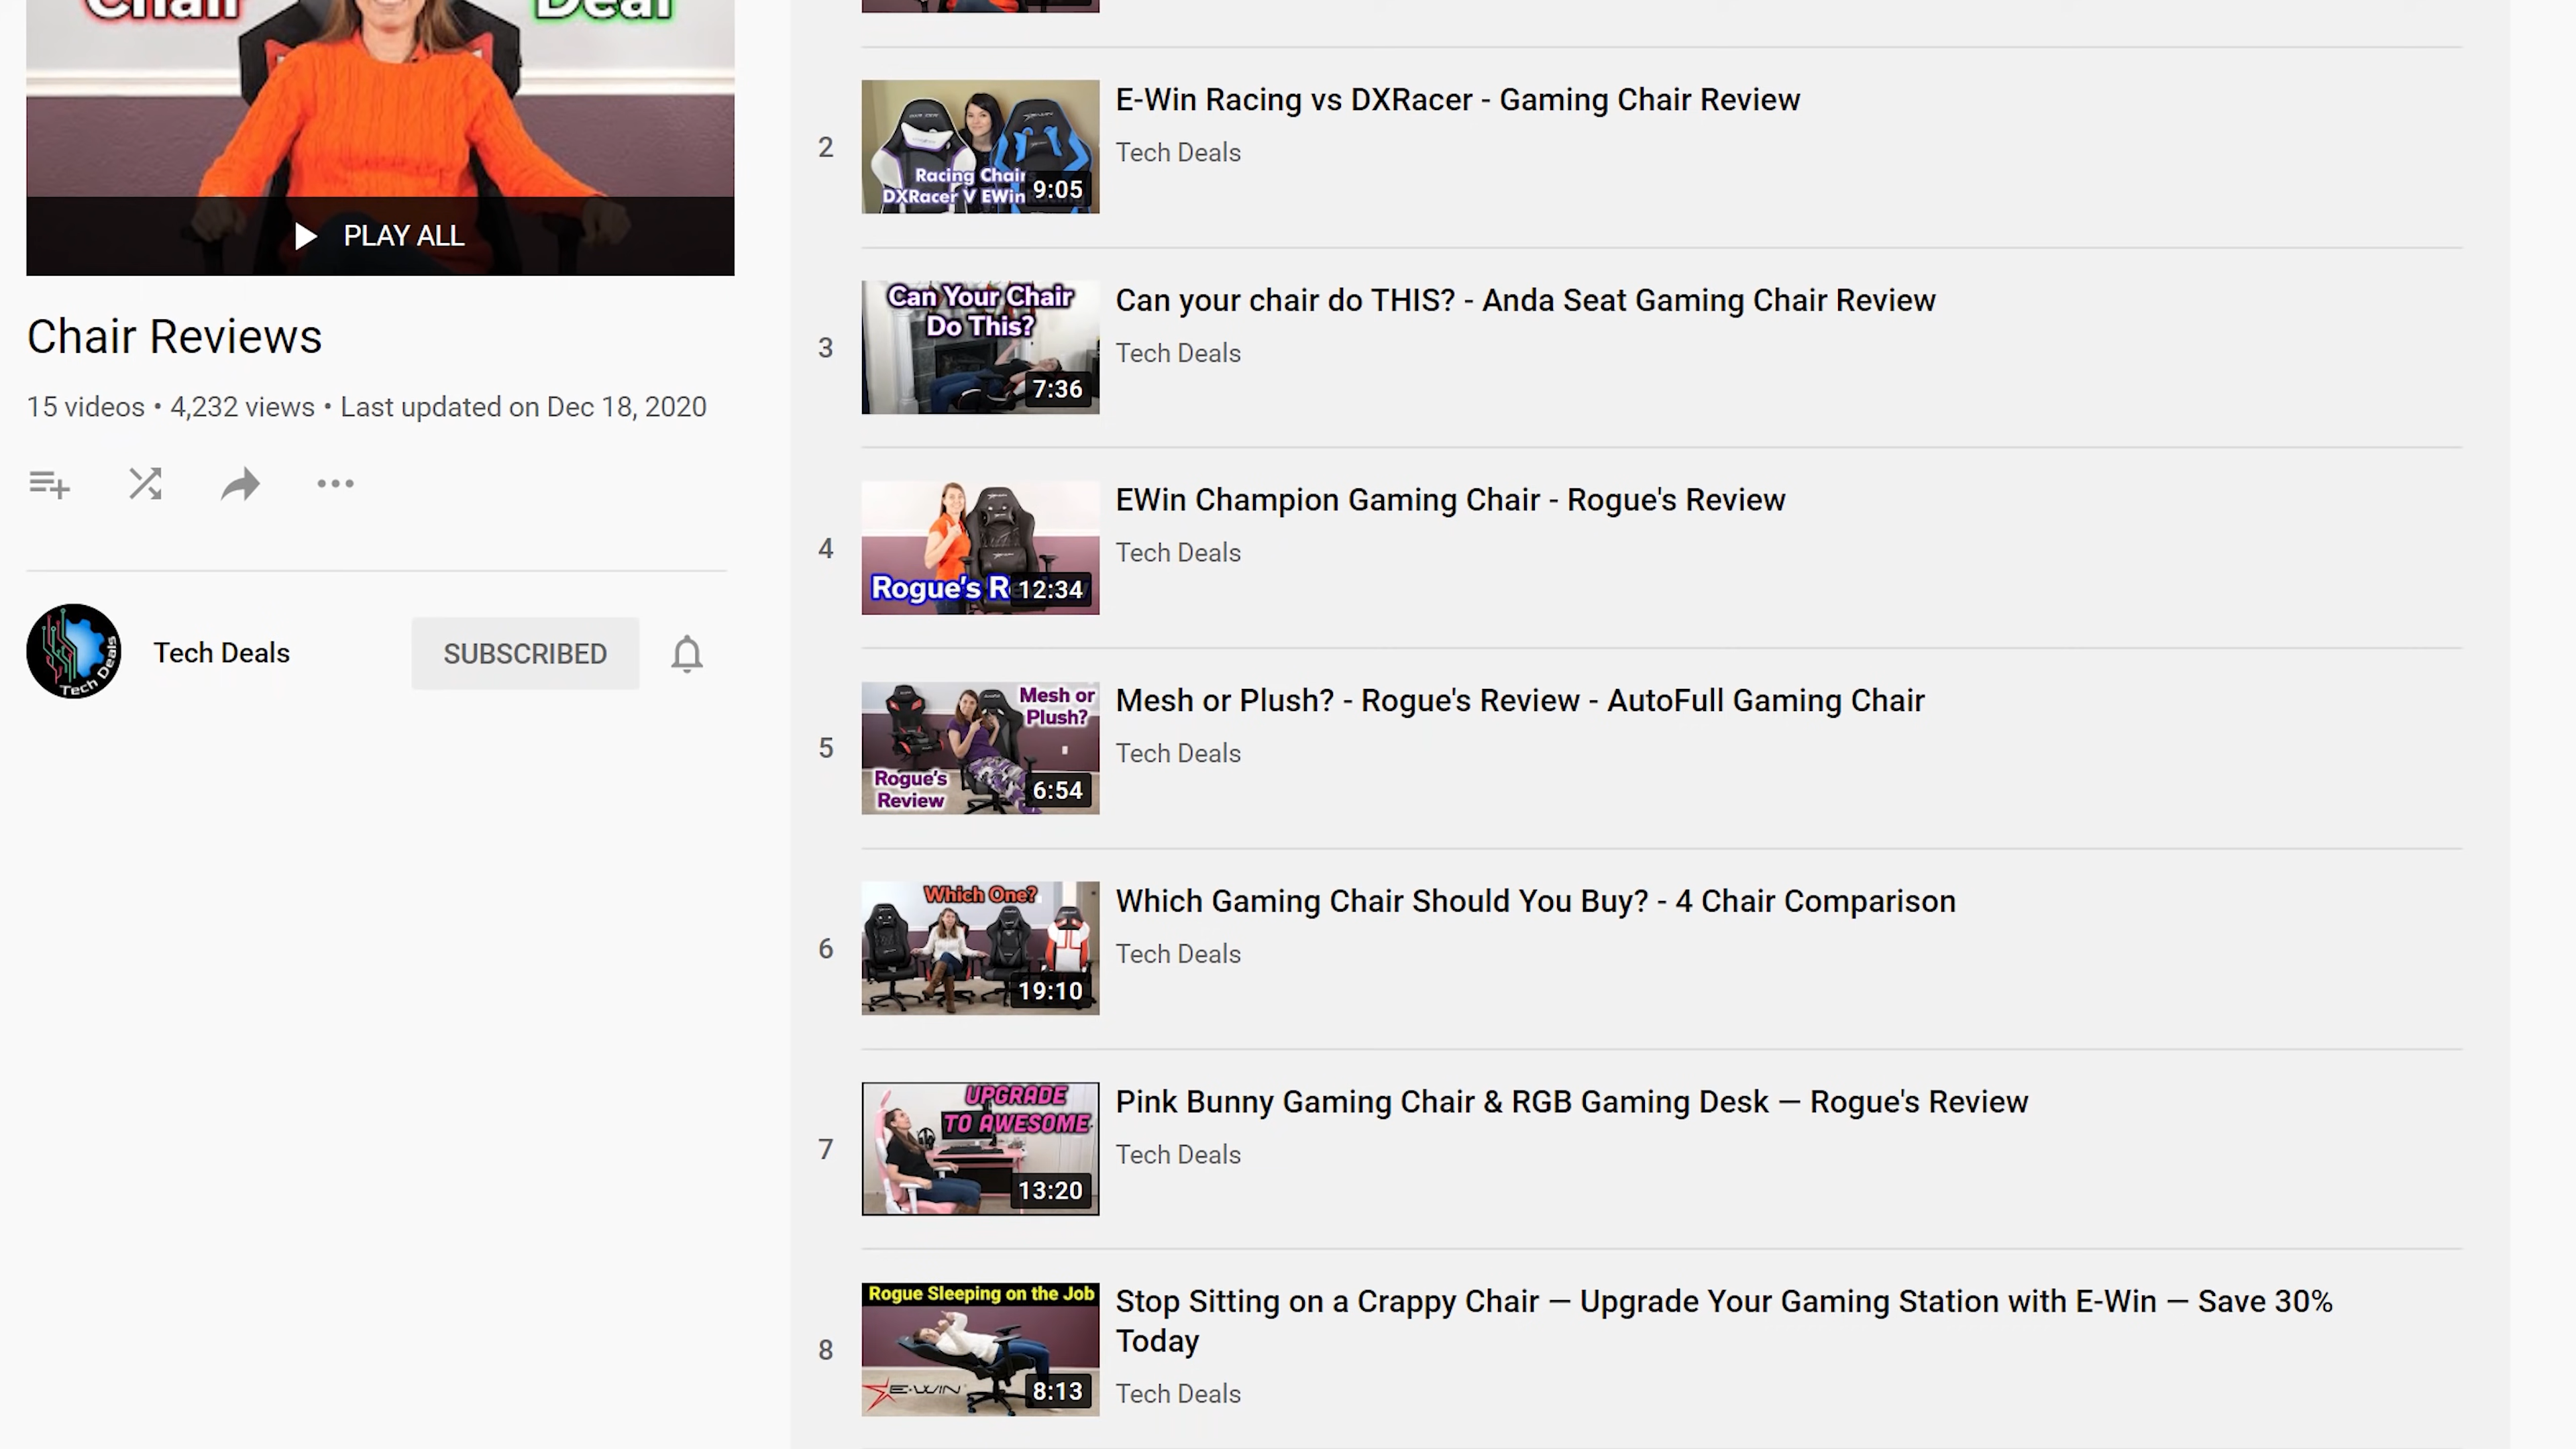 Chair Deal
PLAY ALL
Chair Reviews
15 videos • 4,232 views • Last updated on Dec 18, 2020
Tech Deals
Tech Deals
SUBSCRIBED
2
Racing Chair
DXRacer V EWin
9:05
E-Win Racing vs DXRacer - Gaming Chair Review
Tech Deals
3
Can Your Chair
Do This?
7:36
Can your chair do THIS? - Anda Seat Gaming Chair Review
Tech Deals
4
Rogue's R
12:34
EWin Champion Gaming Chair - Rogue's Review
Tech Deals
5
Mesh or
Plush?
Rogue's
Review
6:54
Mesh or Plush? - Rogue's Review - AutoFull Gaming Chair
Tech Deals
6
Which One?
19:10
Which Gaming Chair Should You Buy? - 4 Chair Comparison
Tech Deals
7
UPGRADE
TO AWESOME
13:20
Pink Bunny Gaming Chair & RGB Gaming Desk — Rogue's Review
Tech Deals
8
Rogue Sleeping on the Job
E-WIN
8:13
Stop Sitting on a Crappy Chair — Upgrade Your Gaming Station with E-Win — Save 30%
Today
Tech Deals